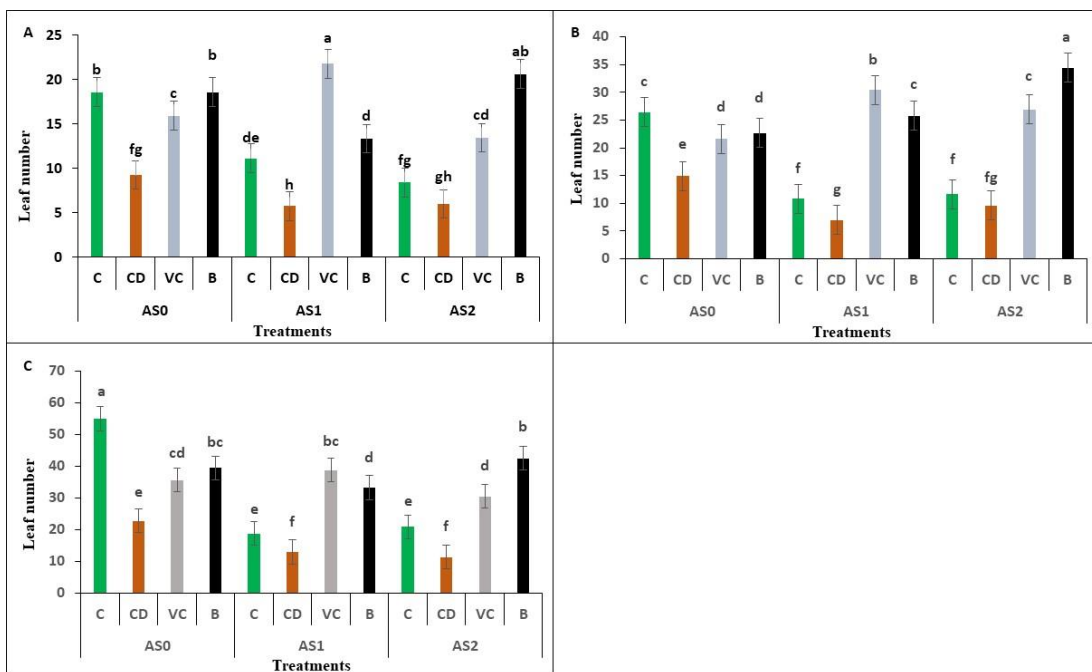 A
25
20
15
10
5
0
Leaf number
b
fg
c
b
de
h
a
d
fg
gh
cd
ab
C CD VC B C CD VC B C CD VC B
AS0 AS1 AS2
Treatments
B
40
35
30
25
20
15
10
5
0
Leaf number
c
e
d
d
f
g
b
c
f
fg
c
a
C CD VC B C CD VC B C CD VC B
AS0 AS1 AS2
Treatments
C
70
60
50
40
30
20
10
0
Leaf number
a
e
cd
bc
e
f
bc
d
e
f
d
b
C CD VC B C CD VC B C CD VC B
AS0 AS1 AS2
Treatments